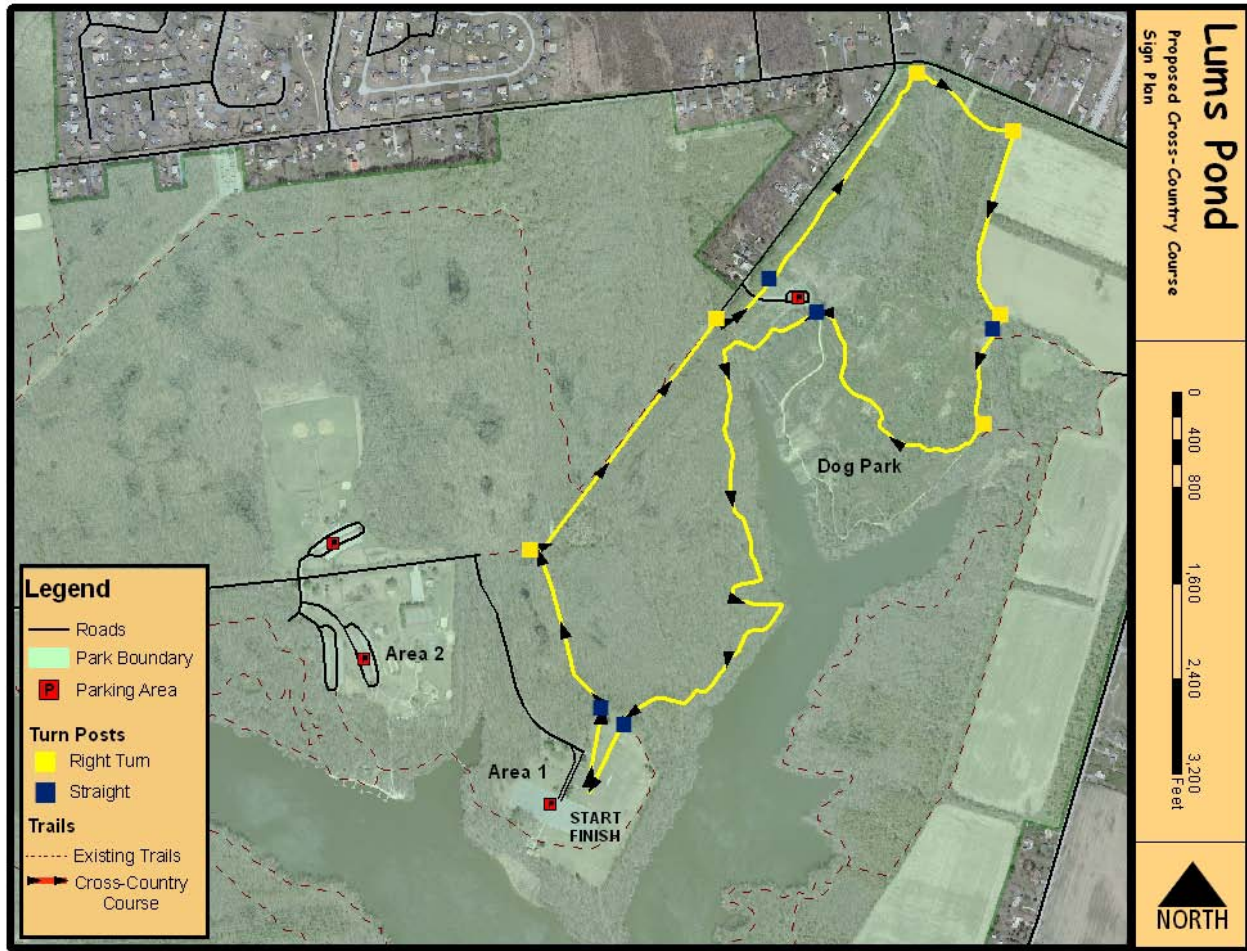 Lums Pond
Proposed Cross-Country Course
Sign Plan
0
400
800
1,600
2,400
3,200
Feet
NORTH
P
Dog Park
P
P
Area 2
Area 1
P
START
FINISH
Legend
Roads
Park Boundary
P
Parking Area
Turn Posts
Right Turn
Straight
Trails
Existing Trails
Cross-Country
Course